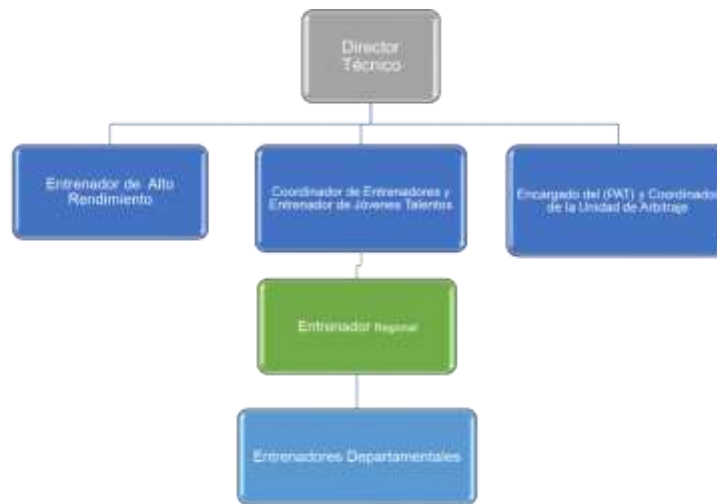 Director
Técnico
Entrenador de Alto
Rendimiento
Coordinador de Entrenadores y
Entrenador de Jóvenes Talentos
Encargado del (PAT) y Coordinador
de la Unidad de Arbitraje
Entrenador Regional
Entrenadores Departamentales